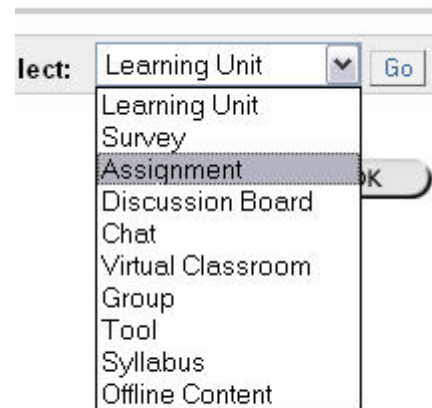 lect: Learning Unit Go
Learning Unit
Survey
Assignment
K
Discussion Board
Chat
Virtual Classroom
Group
Tool
Syllabus
Offline Content